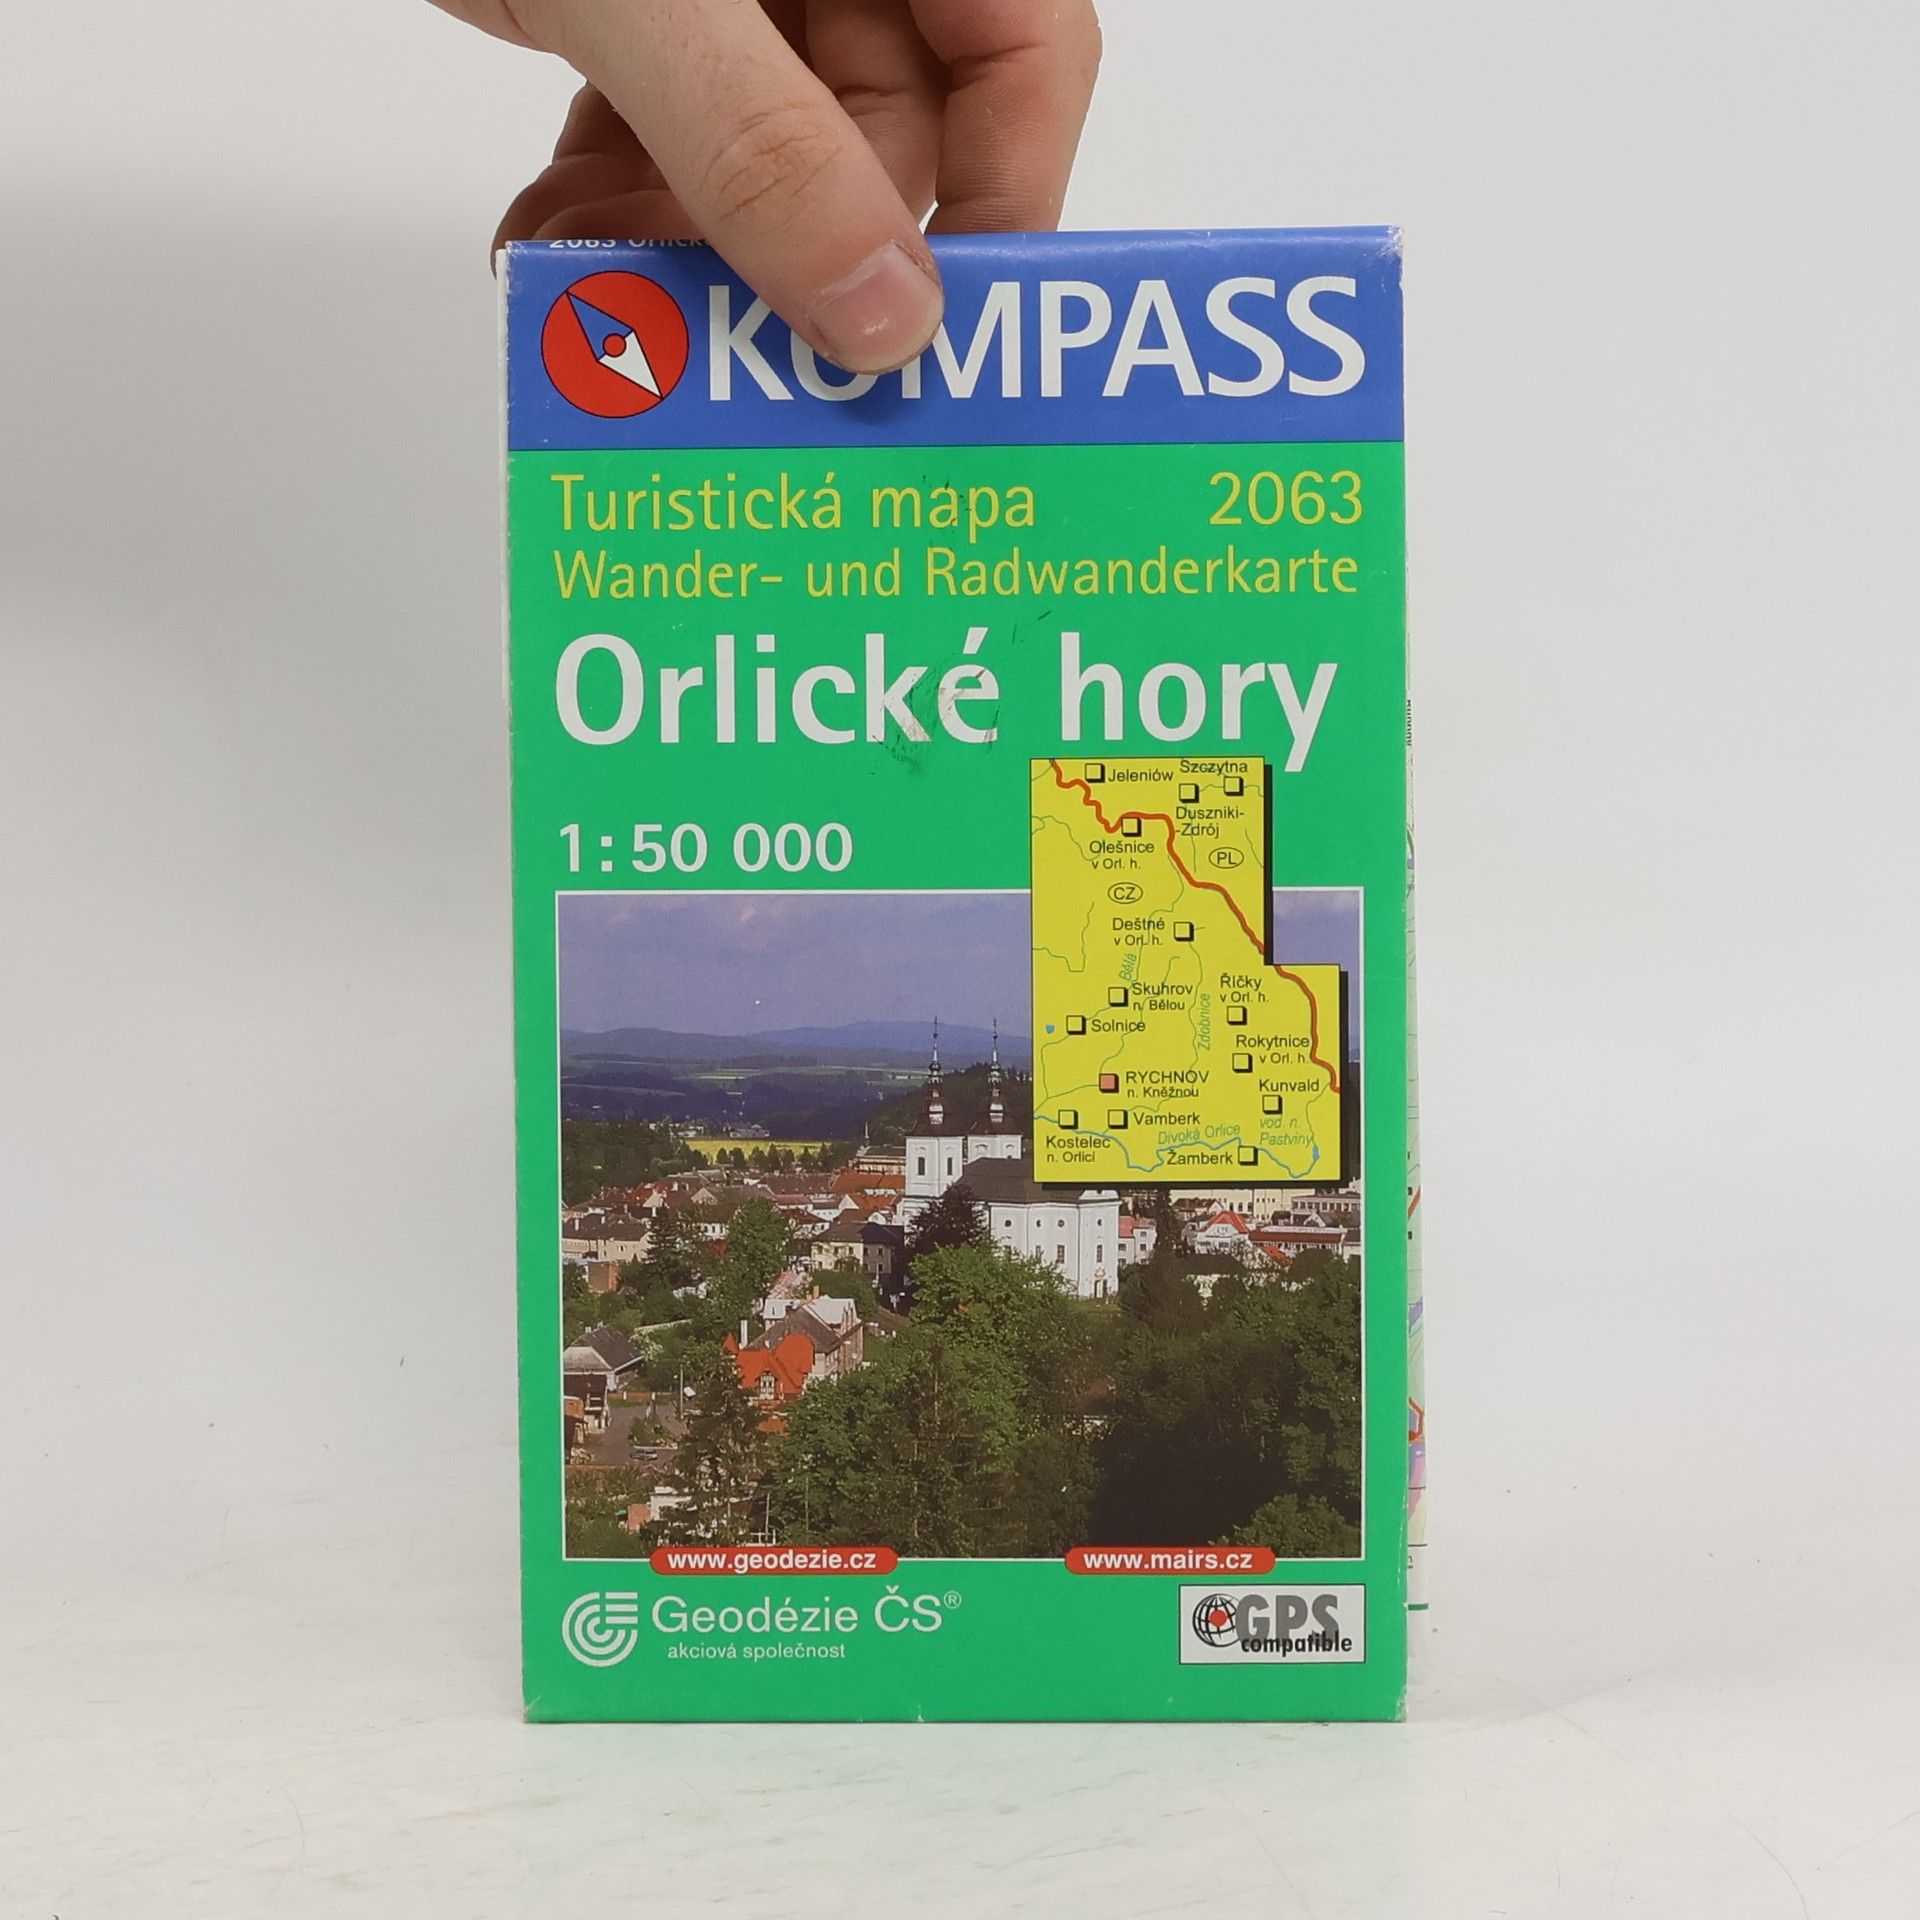 2063 Orlické
KOMPASS
Turistická mapa 2063
Wander- und Radwanderkarte
Orlické hory
1:50 000
Jeleniów
Szczytna
Duszniki-
-Zdrój
Olešnice
v Orl. h.
PL
CZ
Deštné
v Orl. h.
Bělá
Skuhrov
n. Bělou
Říčky
v Orl. h.
Solnice
Zdobnice
Rokytnice
v Orl. h.
RYCHNOV
n. Kněžnou
Kunvald
Kostelec
n. Orlicí
Vamberk
Divoká Orlice
vod. n.
Pastviny
Žamberk
www.geodezie.cz
www.mairs.cz
Geodézie ČS®
akciová společnost
GPS
compatible